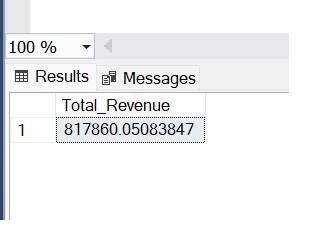 100 %
Results Messages
Total_Revenue
1 817860.05083847